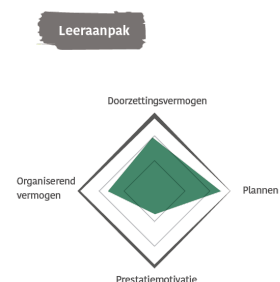 Leeraanpak
Doorzettingsvermogen
Organiserend
vermogen
Plannen
Prestatiemotivatie